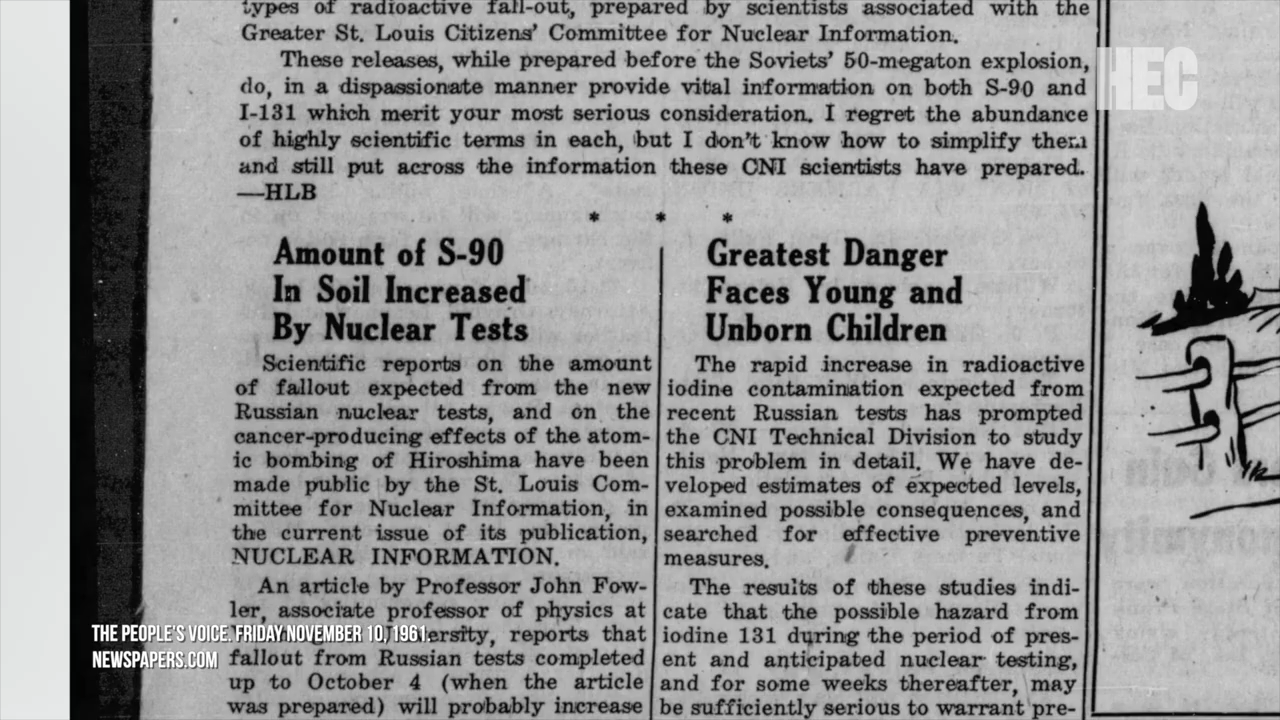 types of radioactive fall-out, prepared by scientists associated with the
Greater St. Louis Citizens' Committee for Nuclear Information.
These releases, while prepared before the Soviets' 50-megaton explosion,
do, in a dispassionate manner provide vital information on both S-90 and
I-131 which merit your most serious consideration. I regret the abundance
of highly scientific terms in each, but I don't know how to simplify them
and still put across the information these CNI scientists have prepared.
—HLB
* * *
Amount of S-90
In Soil Increased
By Nuclear Tests
Scientific reports on the amount
of fallout expected from the new
Russian nuclear tests, and on the
cancer-producing effects of the atom-
ic bombing of Hiroshima have been
made public by the St. Louis Com-
mittee for Nuclear Information, in
the current issue of its publication,
NUCLEAR INFORMATION.
An article by Professor John Fow-
ler, associate professor of physics at
ersity, reports that
fallout from Russian tests completed
up to October 4 (when the article
was prepared) will probably increase
Greatest Danger
Faces Young and
Unborn Children
The rapid increase in radioactive
iodine contamination expected from
recent Russian tests has prompted
the CNI Technical Division to study
this problem in detail. We have de-
veloped estimates of expected levels,
examined possible consequences, and
searched for effective preventive
measures.
The results of these studies indi-
cate that the possible hazard from
iodine 131 during the period of pres-
ent and anticipated nuclear testing,
and for some weeks thereafter, may
be sufficiently serious to warrant pre-
HEC
THE PEOPLE'S VOICE. FRIDAY NOVEMBER 10, 1961.
NEWSPAPERS.COM